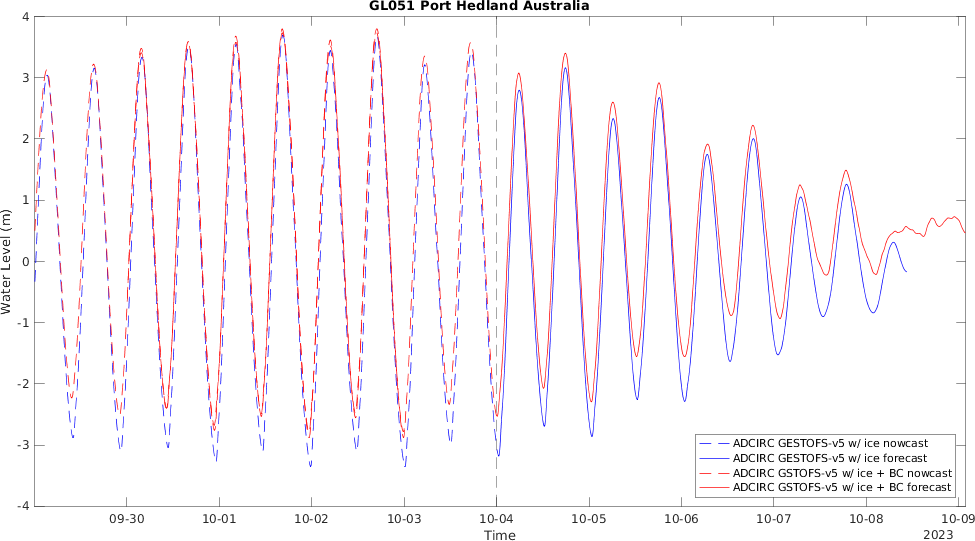 GL051 Port Hedland Australia
4
3
2
1
0
-1
-2
-3
-4
Water Level (m)
ADCIRC GESTOFS-v5 w/ ice nowcast
ADCIRC GESTOFS-v5 w/ ice forecast
ADCIRC GSTOFS-v5 w/ ice + BC nowcast
ADCIRC GSTOFS-v5 w/ ice + BC forecast
09-30 10-01 10-02 10-03 10-04 10-05 10-06 10-07 10-08 10-09
Time 2023